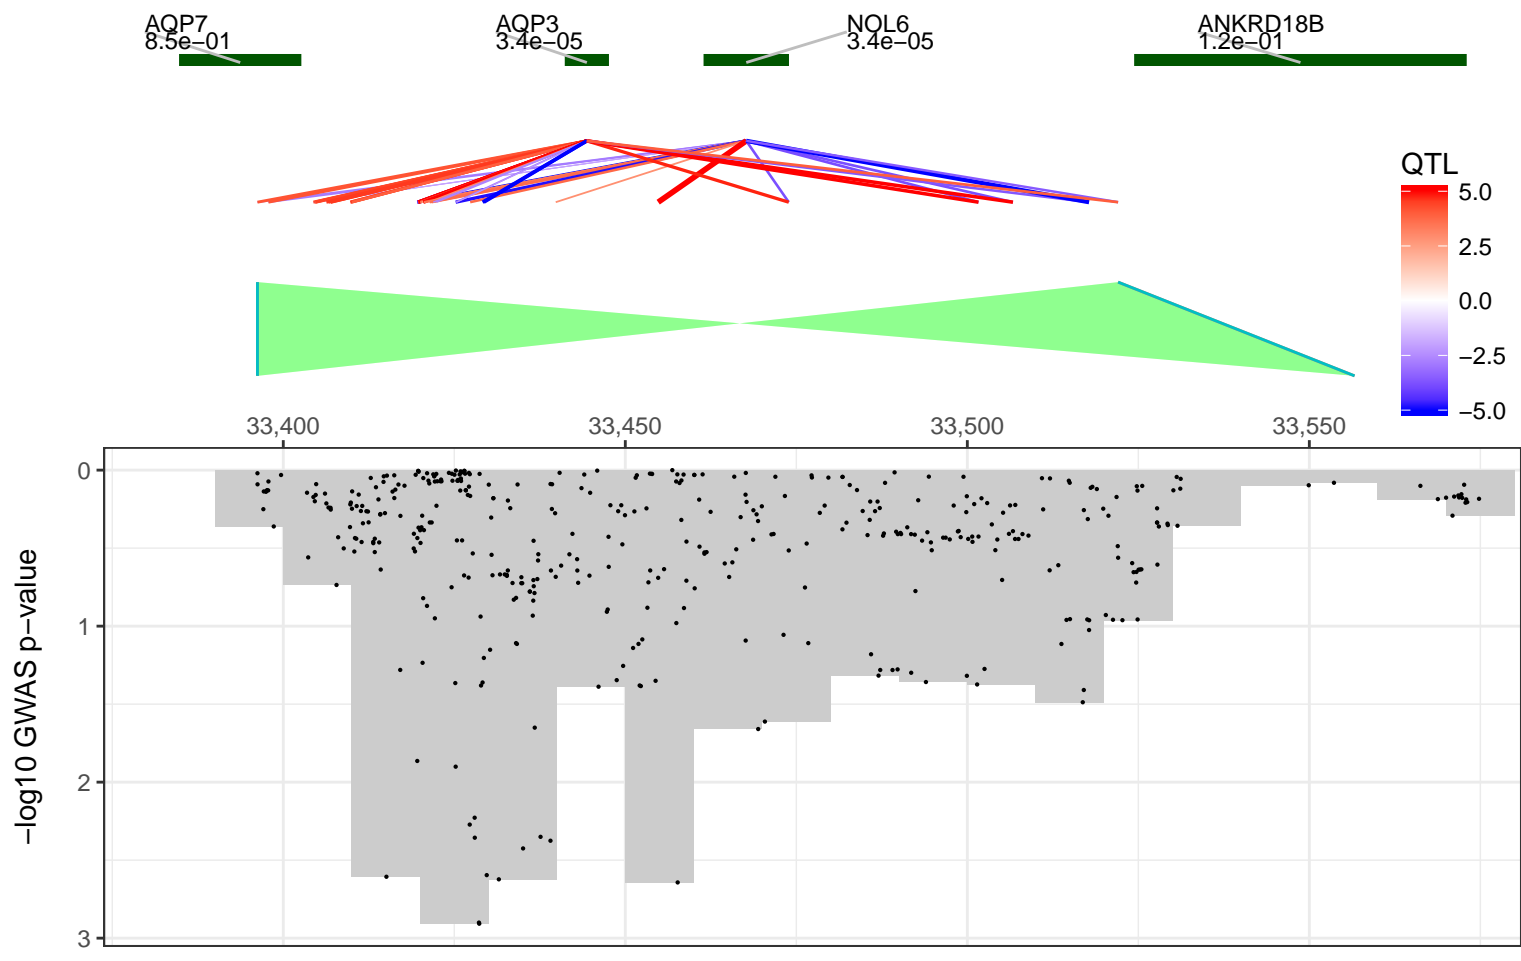 AQP7
8.5e−01
AQP3
3.4e−05
NOL6
3.4e−05
ANKRD18B
1.2e−01
QTL
5.0
2.5
0.0
−2.5
−5.0
33,400
33,450
33,500
33,550
0
1
2
3
−log10 GWAS p−value